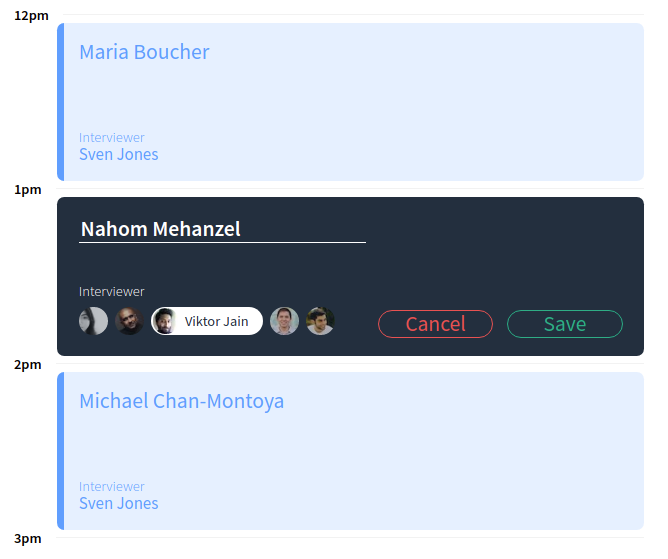 12pm
Maria Boucher
Interviewer
Sven Jones
1pm
Nahom Mehanzel
Interviewer
Viktor Jain
Cancel
Save
2pm
Michael Chan-Montoya
Interviewer
Sven Jones
3pm